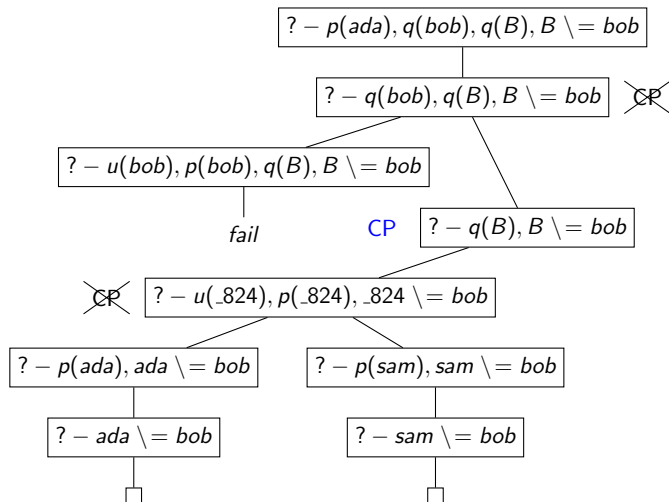 ? − p(ada), q(bob), q(B), B \= bob
? − q(bob), q(B), B \= bob CP
? − u(bob), p(bob), q(B), B \= bob
fail CP ? − q(B), B \= bob
CP ? − u(_824), p(_824), _824 \= bob
? − p(ada), ada \= bob ? − p(sam), sam \= bob
? − ada \= bob ? − sam \= bob